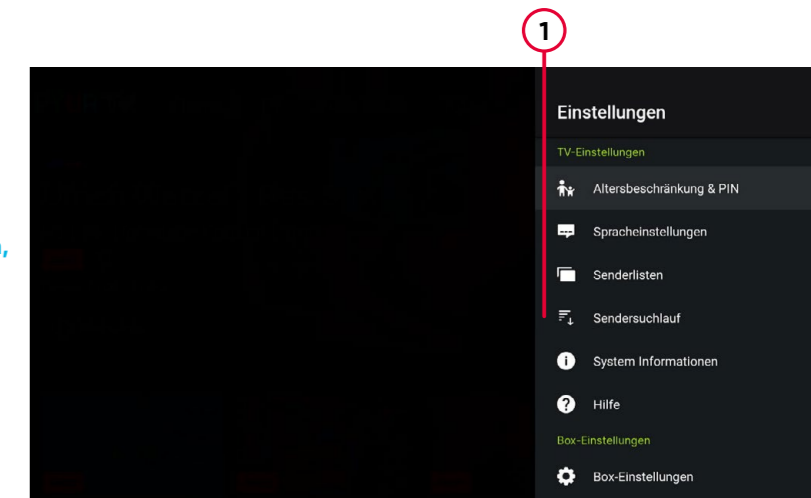 1
Einstellungen
TV-Einstellungen
Altersbeschränkung & PIN
Spracheinstellungen
Senderlisten
Sendersuchlauf
System Informationen
Hilfe
Box-Einstellungen
Box-Einstellungen